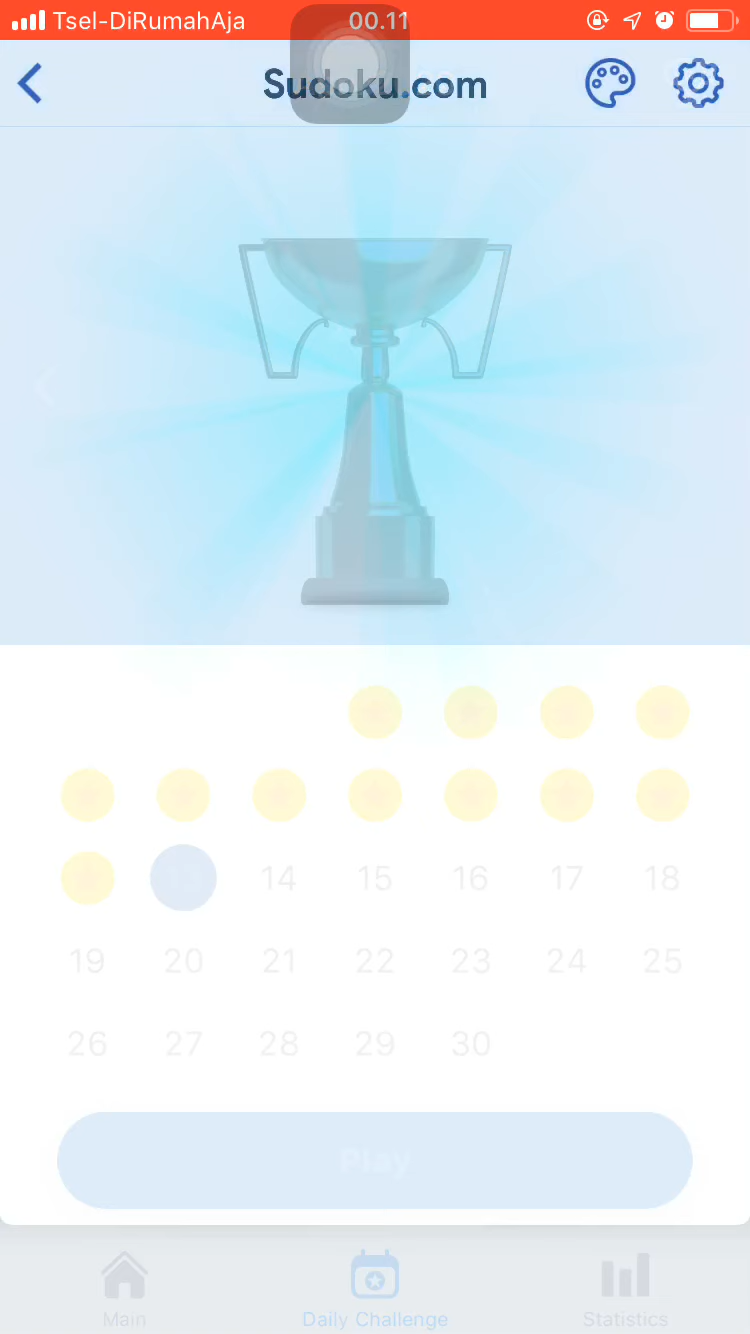 Tsel-DiRumahAja 00.11
Sudoku.com
13 14 15 16 17 18
19 20 21 22 23 24 25
26 27 28 29 30
Play
Main Daily Challenge Statistics